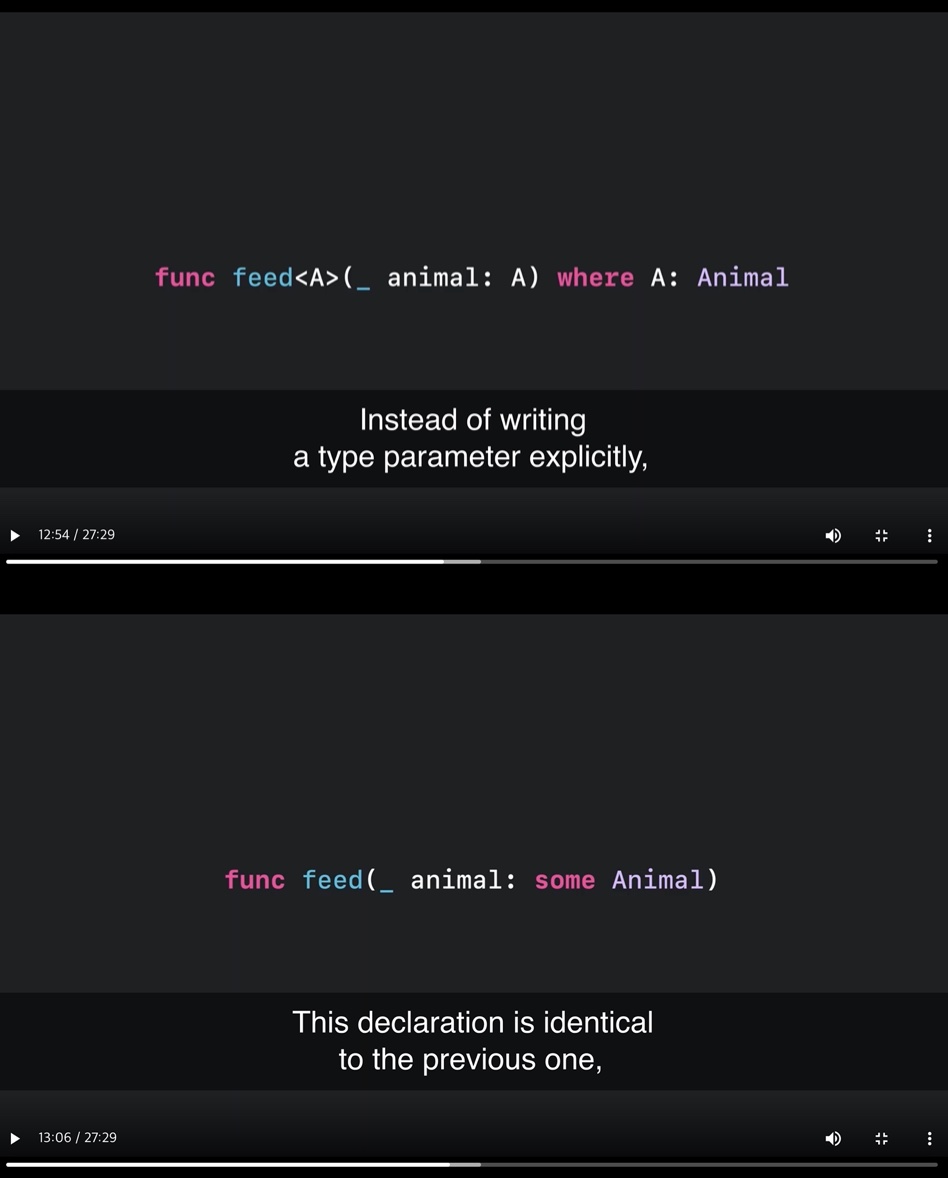 func feed<A>(_ animal: A) where A: Animal
Instead of writing
a type parameter explicitly,
12:54 / 27:29
func feed(_ animal: some Animal)
This declaration is identical
to the previous one,
13:06 / 27:29